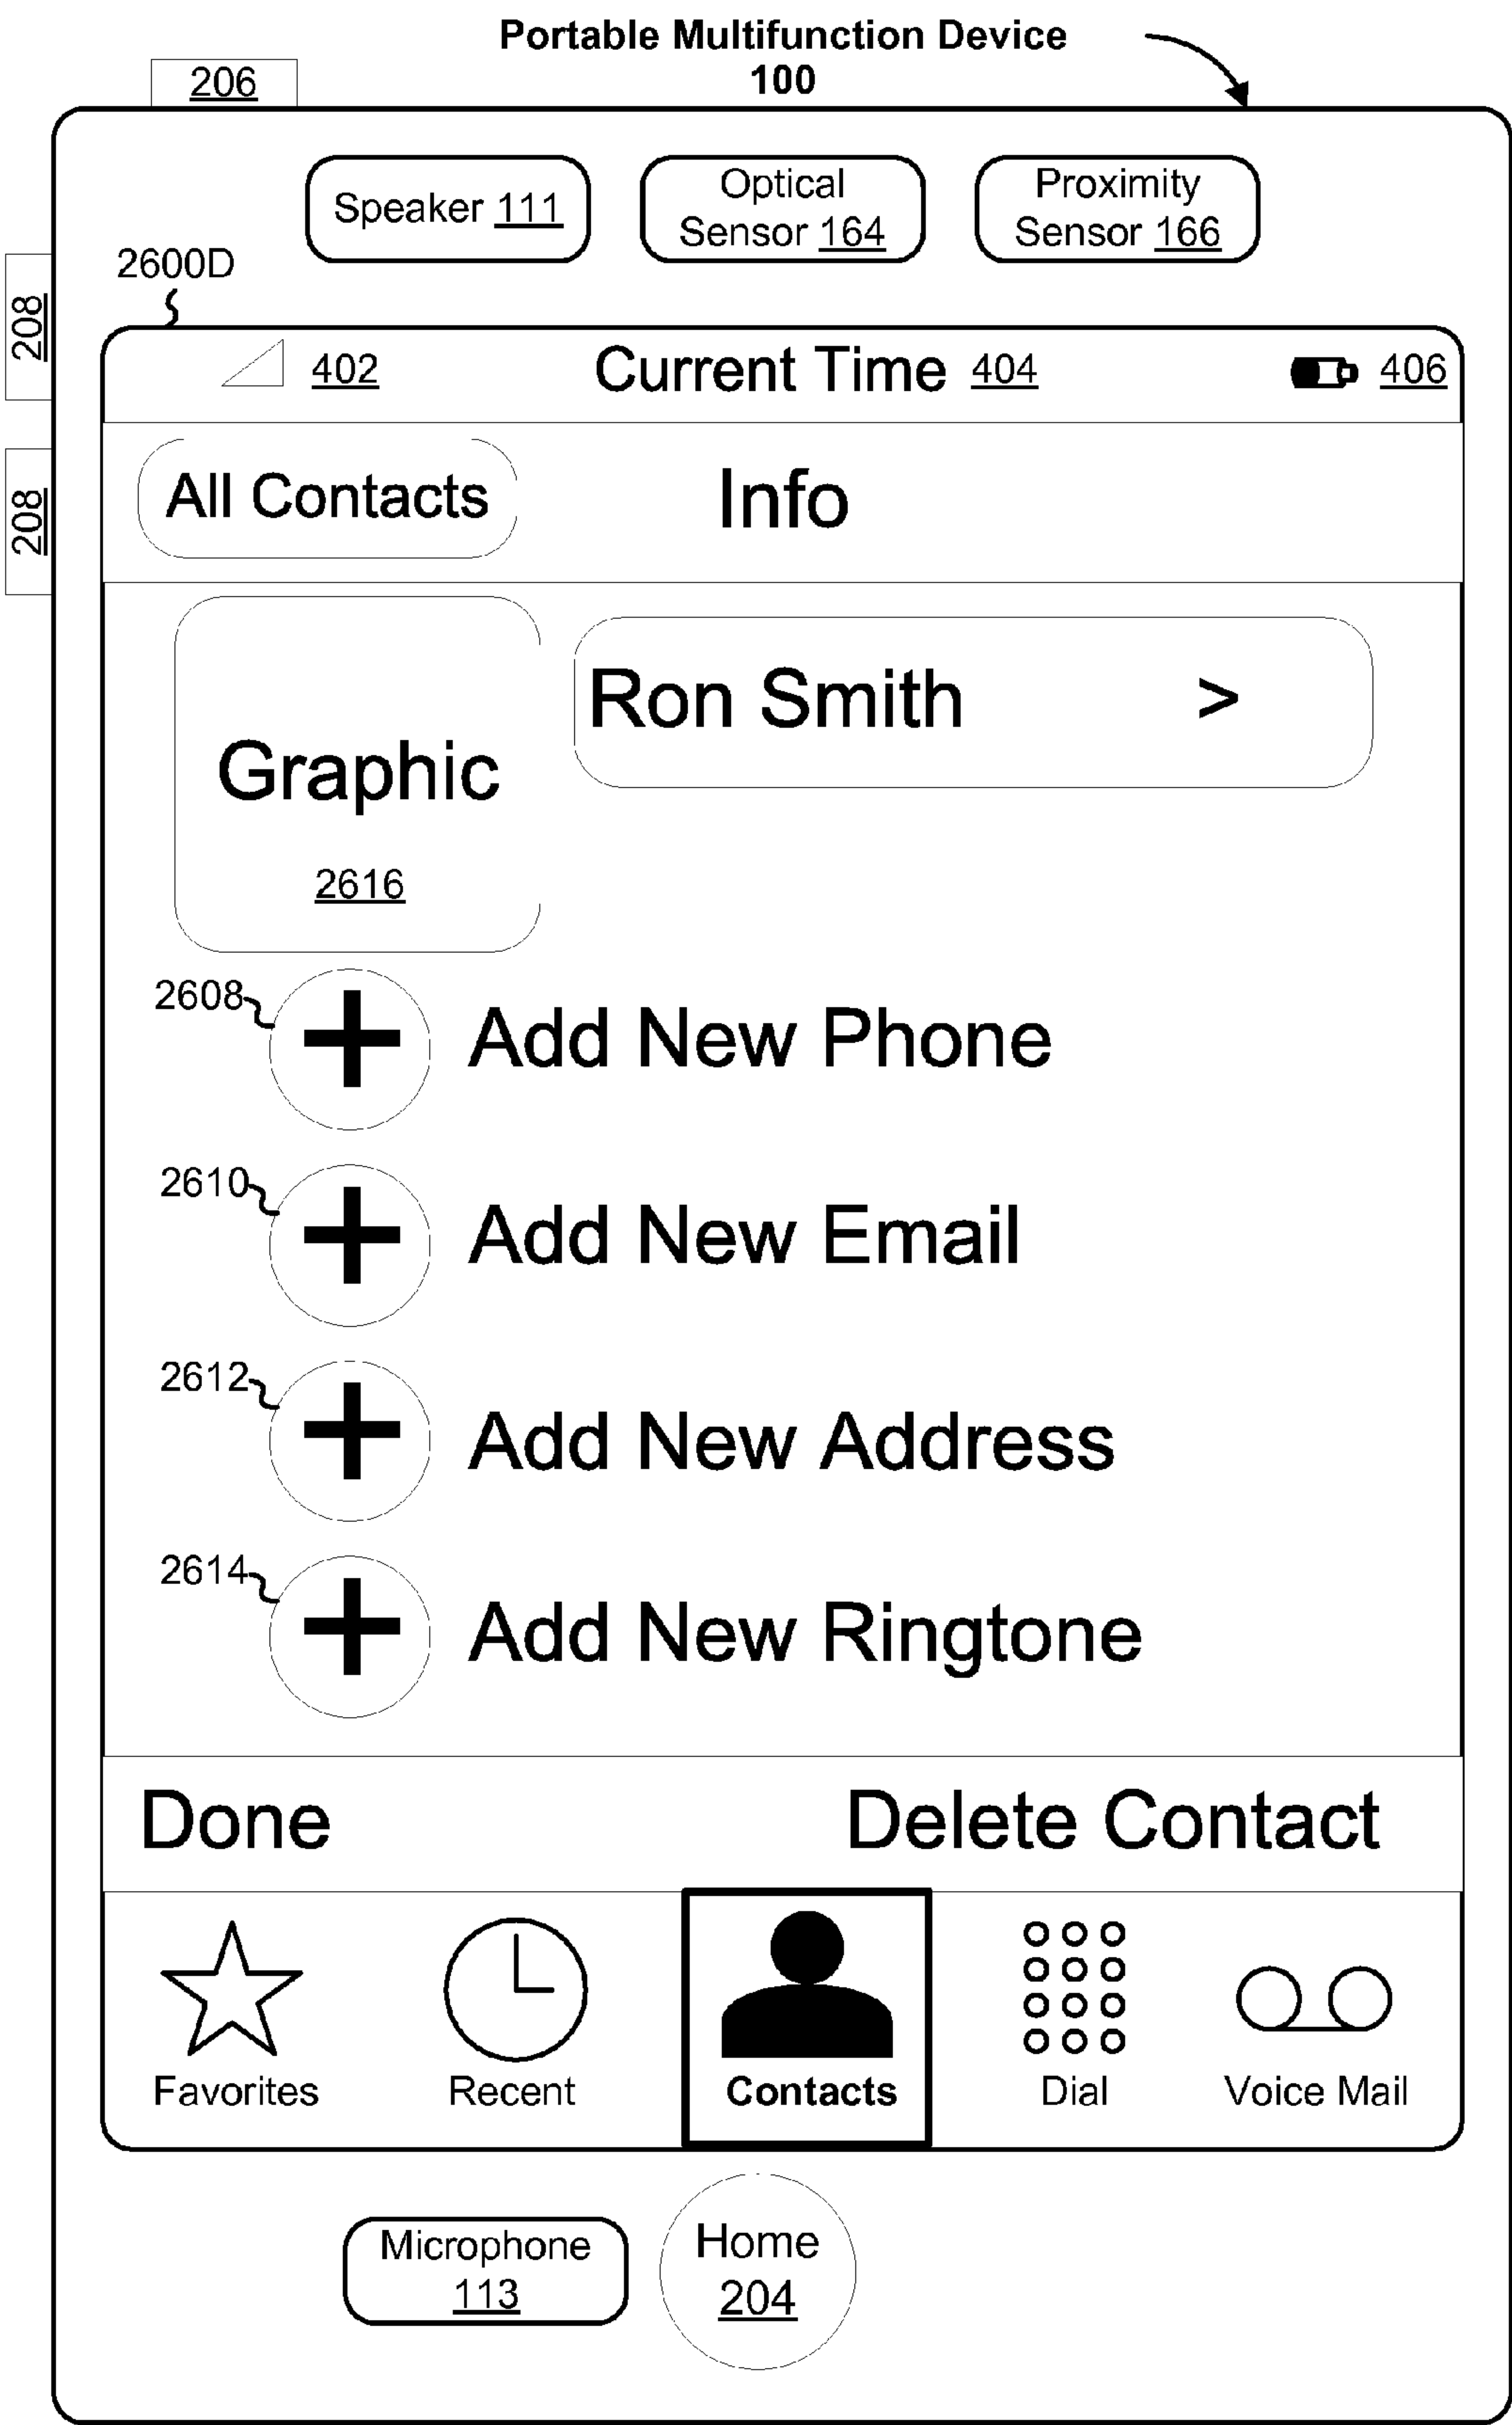 Portable Multifunction Device
100
206
Speaker 111
Optical
Sensor 164
Proximity
Sensor 166
2600D
208
208
402
Current Time 404
406
All Contacts
Info
Ron Smith >
Graphic
2616
2608
Add New Phone
2610
Add New Email
2612
Add New Address
2614
Add New Ringtone
Done
Delete Contact
Favorites
Recent
Contacts
Dial
Voice Mail
Microphone
113
Home
204